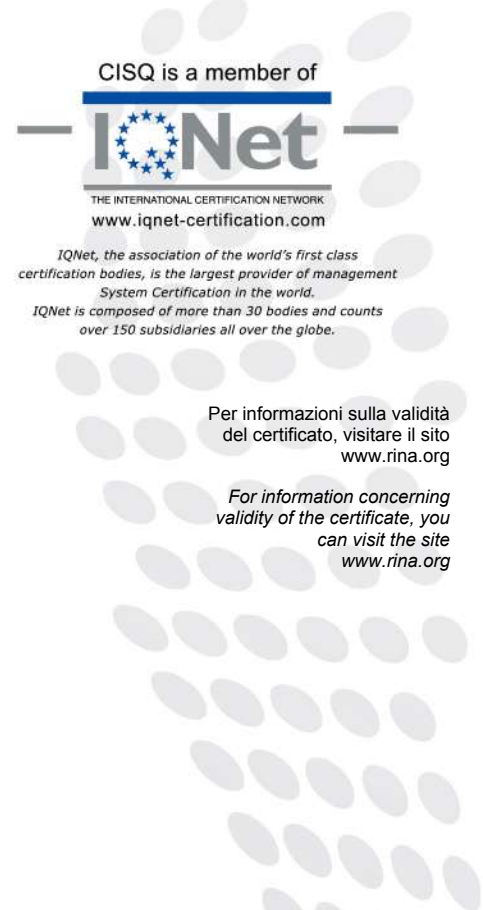 CISQ is a member of
IQNet
THE INTERNATIONAL CERTIFICATION NETWORK
www.iqnet-certification.com
IQNet, the association of the world's first class
certification bodies, is the largest provider of management
System Certification in the world.
IQNet is composed of more than 30 bodies and counts
over 150 subsidiaries all over the globe.
Per informazioni sulla validità
del certificato, visitare il sito
www.rina.org
For information concerning
validity of the certificate, you
can visit the site
www.rina.org